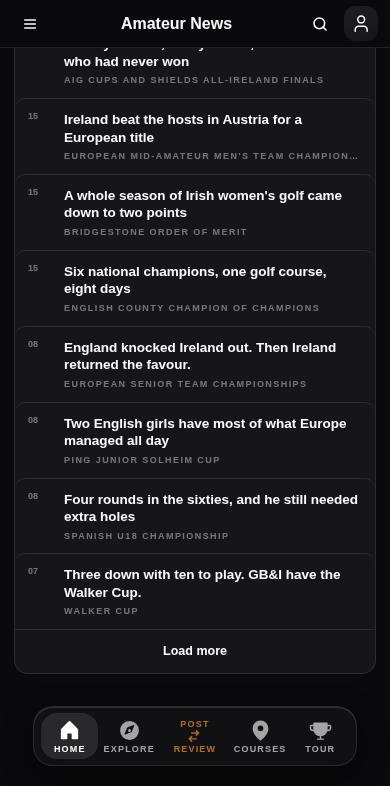 Amateur News
who had never won
AIG CUPS AND SHIELDS ALL-IRELAND FINALS
15
Ireland beat the hosts in Austria for a
European title
EUROPEAN MID-AMATEUR MEN'S TEAM CHAMPION…
15
A whole season of Irish women's golf came
down to two points
BRIDGESTONE ORDER OF MERIT
15
Six national champions, one golf course,
eight days
ENGLISH COUNTY CHAMPION OF CHAMPIONS
08
England knocked Ireland out. Then Ireland
returned the favour.
EUROPEAN SENIOR TEAM CHAMPIONSHIPS
08
Two English girls have most of what Europe
managed all day
PING JUNIOR SOLHEIM CUP
08
Four rounds in the sixties, and he still needed
extra holes
SPANISH U18 CHAMPIONSHIP
07
Three down with ten to play. GB&I have the
Walker Cup.
WALKER CUP
Load more
HOME
EXPLORE
POST
REVIEW
COURSES
TOUR